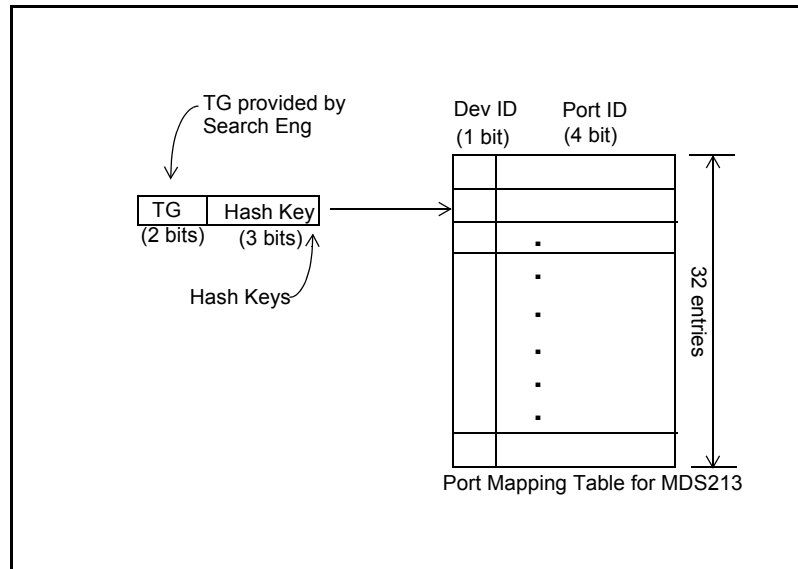 TG provided by
Search Eng
Dev ID
(1 bit)
Port ID
(4 bit)
TG
(2 bits)
Hash Key
(3 bits)
Hash Keys
32 entries
Port Mapping Table for MDS213